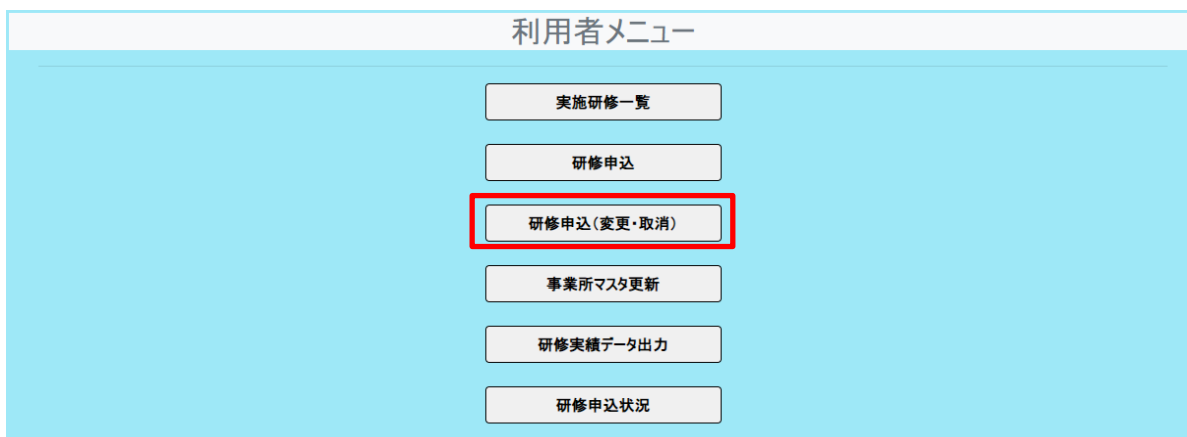 利用者メニュー
実施研修一覧
研修申込
研修申込(変更・取消)
事業所マスタ更新
研修実績データ出力
研修申込状況